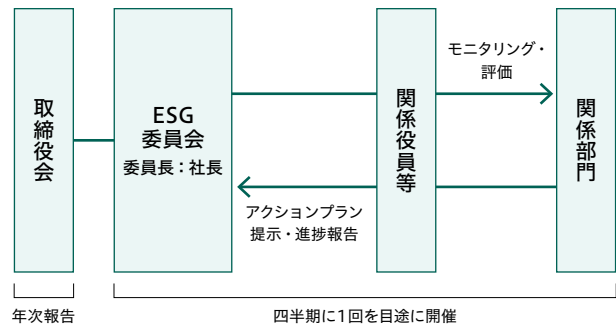 取締役会
ESG
委員会
委員長：社長
関係役員等
関係部門
モニタリング・
評価
アクションプラン
提示・進捗報告
年次報告
四半期に1回を目途に開催